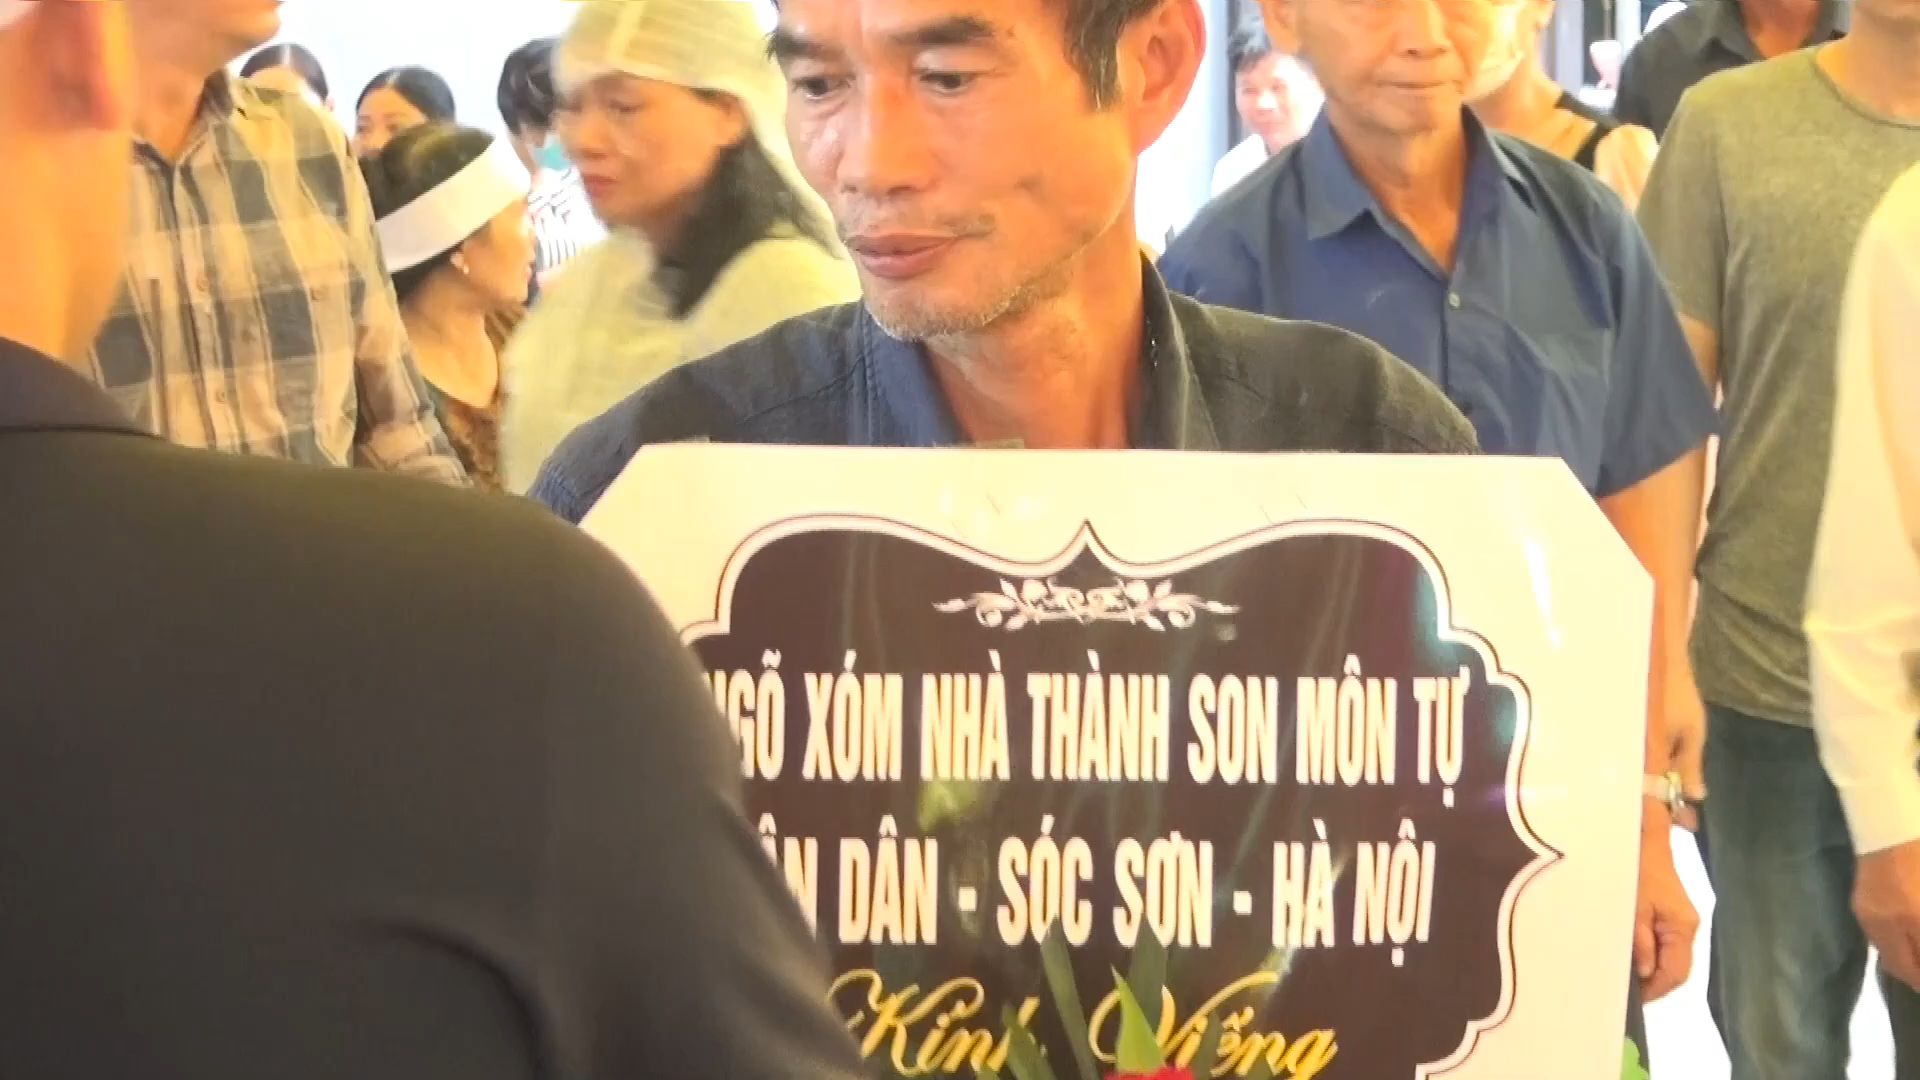 NGÕ XÓM NHÀ THÀNH SON MÔN TỰ
DÂN - SÓC SƠN - HÀ NỘI
Kính Viếng